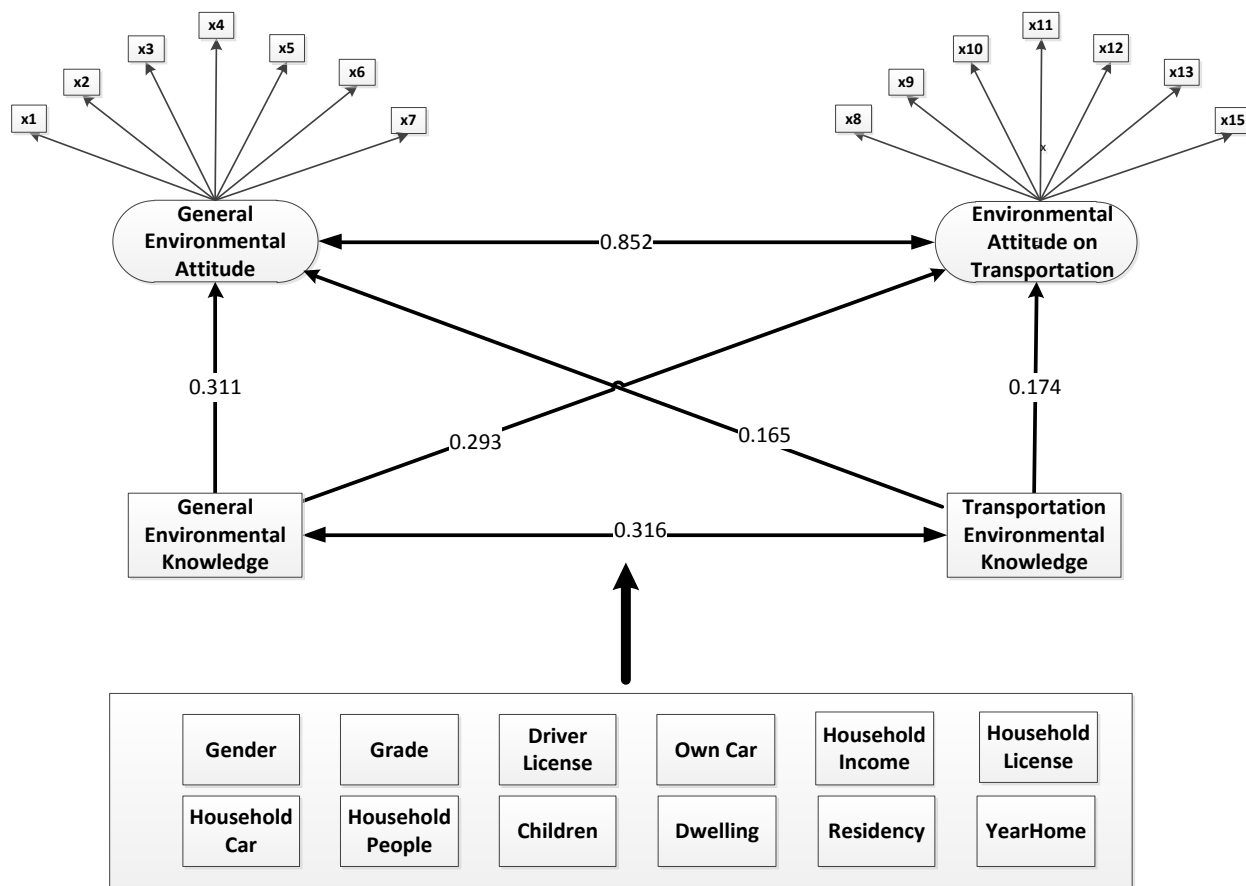 x4
x11
x3
x5
x10
x12
x2
x6
x9
x13
x1
x7
x8
x15
x
General
Environmental
Attitude
Environmental
Attitude on
Transportation
0.852
0.311
0.174
0.293
0.165
General
Environmental
Knowledge
Transportation
Environmental
Knowledge
0.316
Gender
Grade
Driver
License
Own Car
Household
Income
Household
License
Household
Car
Household
People
Children
Dwelling
Residency
YearHome